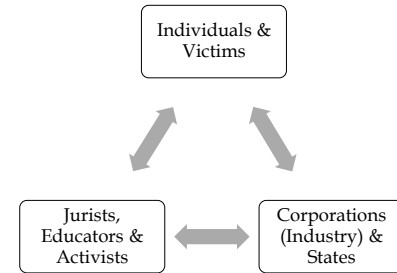 Individuals &
Victims
Jurists,
Educators &
Activists
Corporations
(Industry) &
States